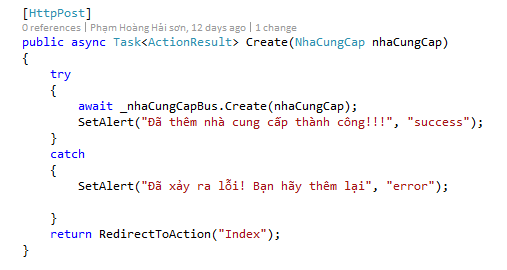 [HttpPost]
0 references | Phạm Hoàng Hải sơn, 12 days ago | 1 change
public async Task<ActionResult> Create(NhaCungCap nhaCungCap)
{
try
{
await _nhaCungCapBus.Create(nhaCungCap);
SetAlert("Đã thêm nhà cung cấp thành công!!!", "success");
}
catch
{
SetAlert("Đã xảy ra lỗi! Bạn hãy thêm lại", "error");
}
return RedirectToAction("Index");
}